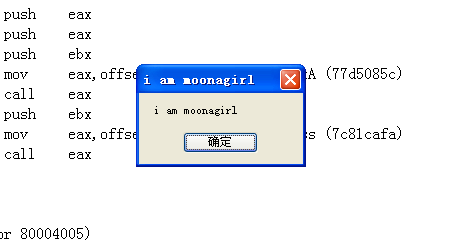 push eax
push eax
push ebx
mov eax,offse A (77d5085c)
call eax
push ebx
mov eax,offse s (7c81cafa)
call eax
or 80004005)
i am moonagirl
i am moonagirl
确定